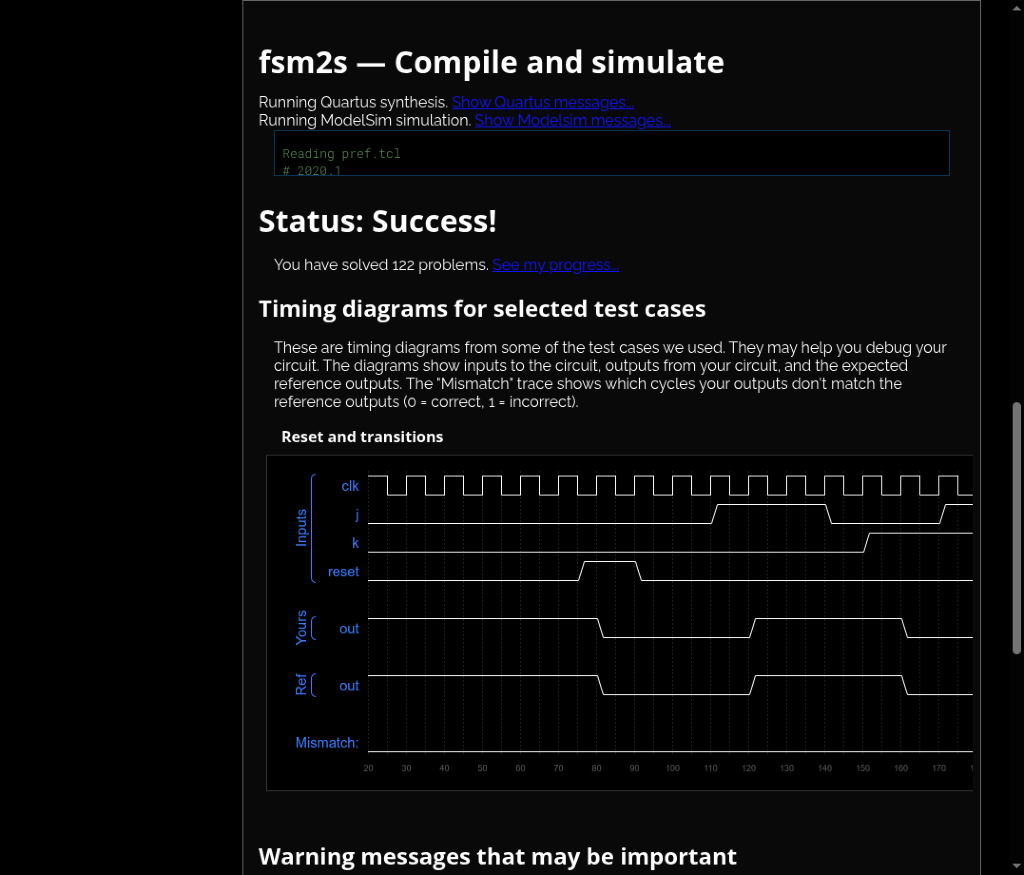 fsm2s — Compile and simulate
Running Quartus synthesis. Show Quartus messages...
Running ModelSim simulation. Show Modelsim messages...
Reading pref.tcl
# 2020.1
Status: Success!
You have solved 122 problems. See my progress...
Timing diagrams for selected test cases
These are timing diagrams from some of the test cases we used. They may help you debug your
circuit. The diagrams show inputs to the circuit, outputs from your circuit, and the expected
reference outputs. The "Mismatch" trace shows which cycles your outputs don't match the
reference outputs (0 = correct, 1 = incorrect).
Reset and transitions
Inputs
clk
j
k
reset
Yours
out
Ref
out
Mismatch:
20 30 40 50 60 70 80 90 100 110 120 130 140 150 160 170
Warning messages that may be important